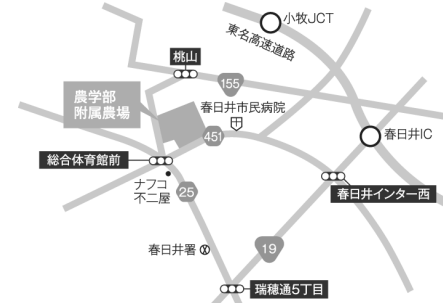 小牧JCT
東名高速道路
桃山
155
農学部
附属農場
春日井市民病院
451
春日井IC
総合体育館前
ナフコ
不二屋
25
春日井インター西
春日井署
19
瑞穂通5丁目